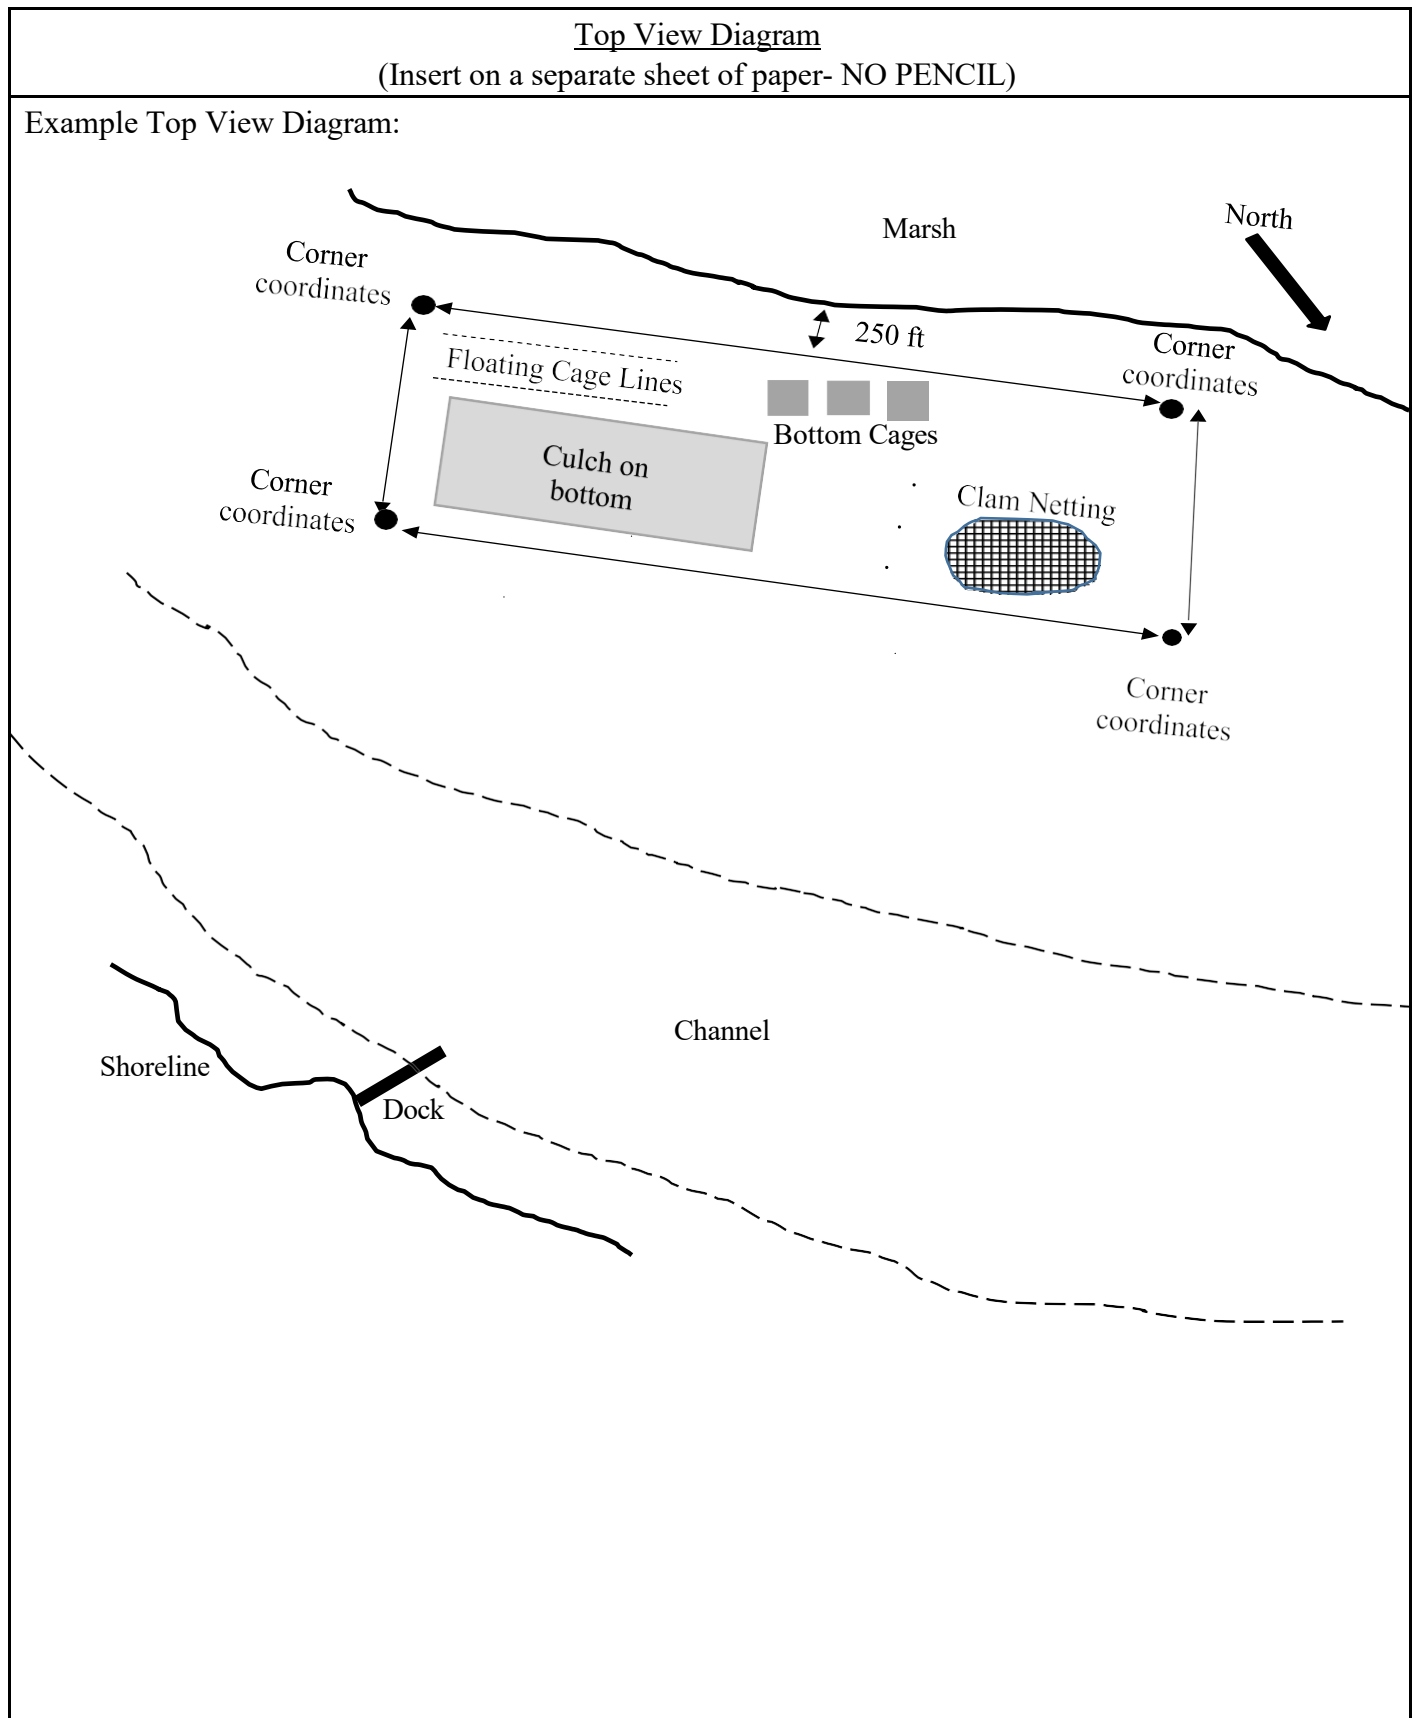 Top View Diagram
(Insert on a separate sheet of paper- NO PENCIL)
Example Top View Diagram:
Marsh
North
Corner
coordinates
250 ft
Corner
coordinates
Floating Cage Lines
Bottom Cages
Culch on
bottom
Corner
coordinates
Clam Netting
Corner
coordinates
Channel
Shoreline
Dock